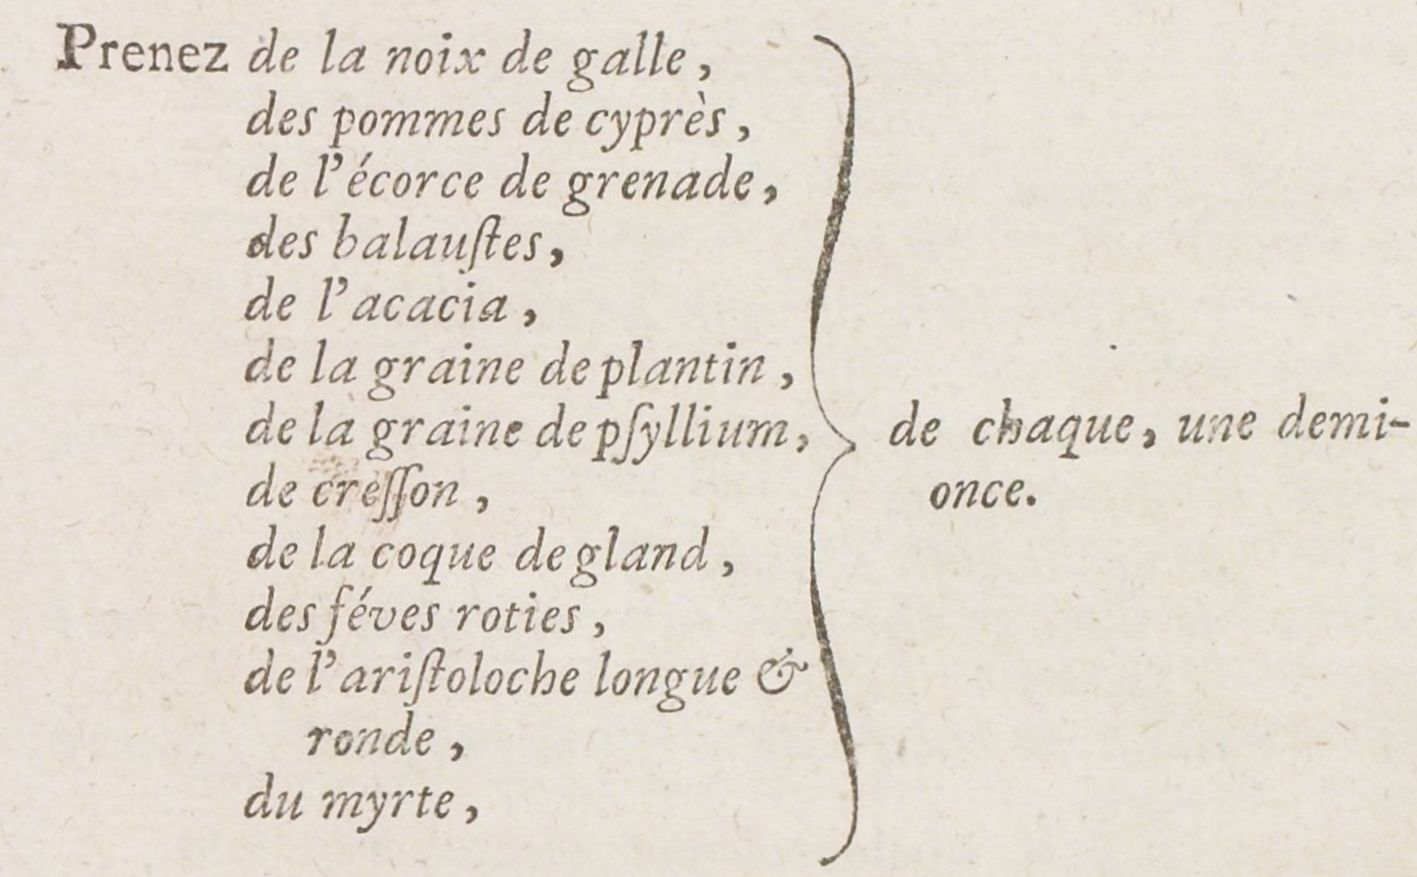 Prenez de la noix de galle,
des pommes de cyprès,
de l'écorce de grenade,
des balauſtes,
de l'acacia,
de la graine de plantin,
de la graine de pſyllium,
de creſſon,
de la coque de gland,
des féves roties,
de l'ariſtoloche longue &
ronde,
du myrte,
de chaque, une demi-
once.